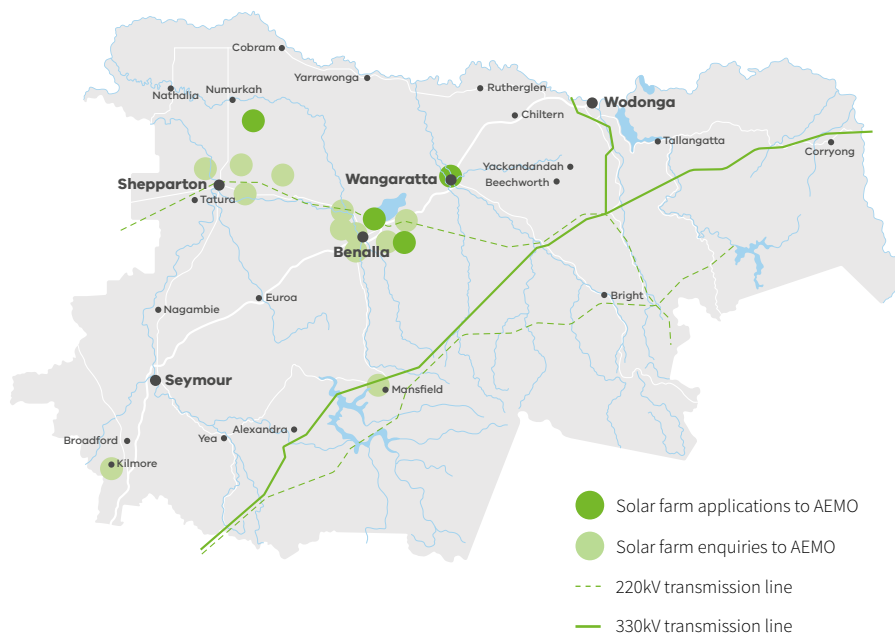 Cobram
Yarrawonga
Nathalia
Numurkah
Rutherglen
Chiltern
Wodonga
Tallangatta
Corryong
Shepparton
Tatura
Wangaratta
Yackandandah
Beechworth
Benalla
Nagambie
Euroa
Bright
Seymour
Mansfield
Broadford
Yea
Alexandra
Kilmore
Solar farm applications to AEMO
Solar farm enquiries to AEMO
220kV transmission line
330kV transmission line